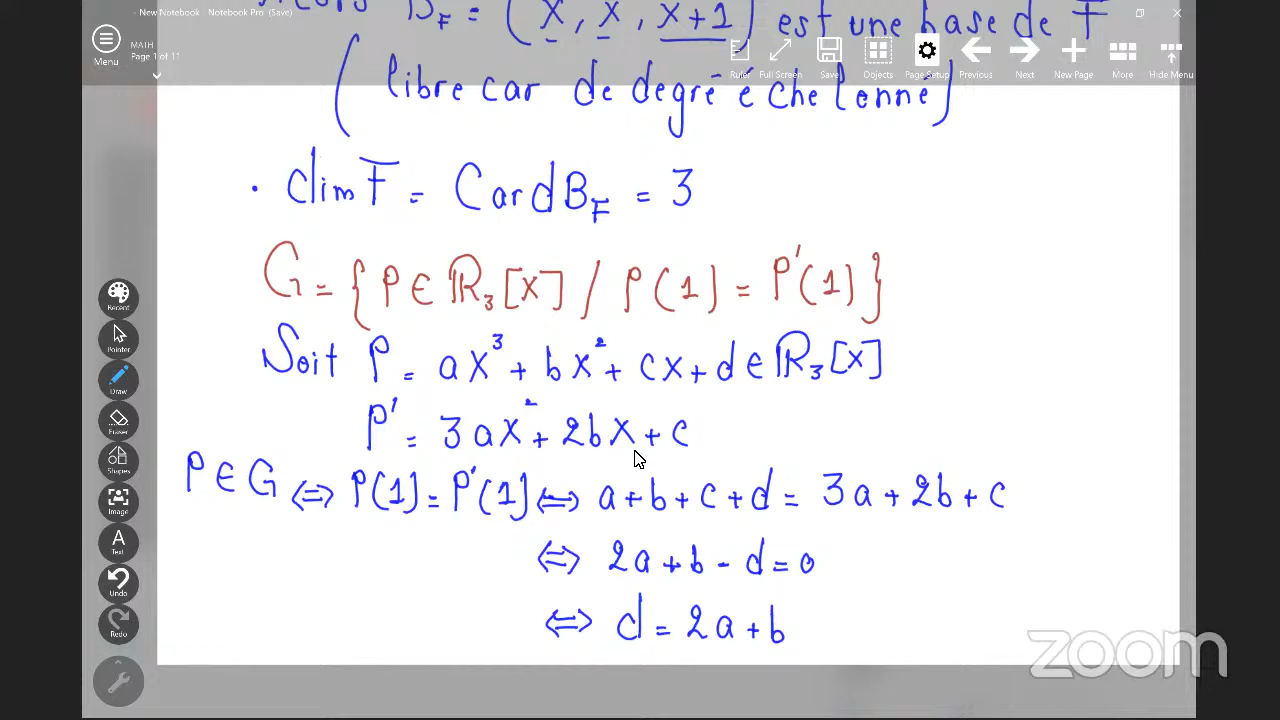 - New Notebook - Notebook Pro (Save)
B_F = (X, X, X+1) est une base de F
Menu
MATH
Page 1 of 11
Ruler
Full Screen
Save
Objects
Page Setup
Previous
Next
New Page
More
Hide Menu
(libre car de degré échelonné)
· dim F = Card B_F = 3
G = {P ∈ ℝ₃[X] / P(1) = P'(1)}
Soit P = aX³ + bX² + cX + d ∈ ℝ₃[X]
P' = 3aX² + 2bX + c
P ∈ G ⇔ P(1) = P'(1) ⇔ a + b + c + d = 3a + 2b + c
⇔ 2a + b - d = 0
⇔ d = 2a + b
Recent
Pointer
Draw
Eraser
Shapes
Image
A
Text
Undo
Redo
zoom